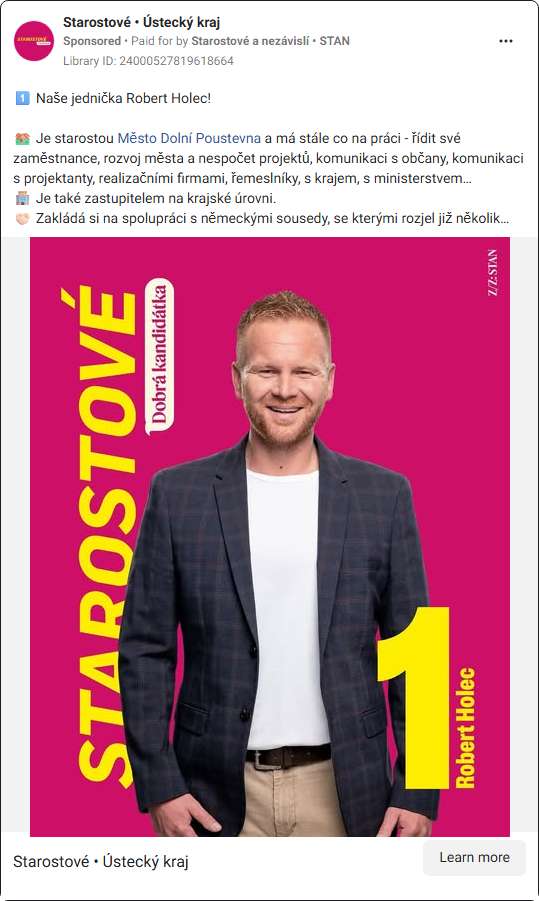 STAROSTOVÉ
Starostové • Ústecký kraj
Sponsored • Paid for by Starostové a nezávislí • STAN
Library ID: 24000527819618664
1 Naše jednička Robert Holec!
Je starostou Město Dolní Poustevna a má stále co na práci - řídit své
zaměstnance, rozvoj města a nespočet projektů, komunikaci s občany, komunikaci
s projektanty, realizačními firmami, řemeslníky, s krajem, s ministerstvem...
Je také zastupitelem na krajské úrovni.
Zakládá si na spolupráci s německými sousedy, se kterými rozjel již několik...
STAROSTOVÉ
Dobrá kandidátka
Z/Z: STAN
1
Robert Holec
Starostové • Ústecký kraj
Learn more